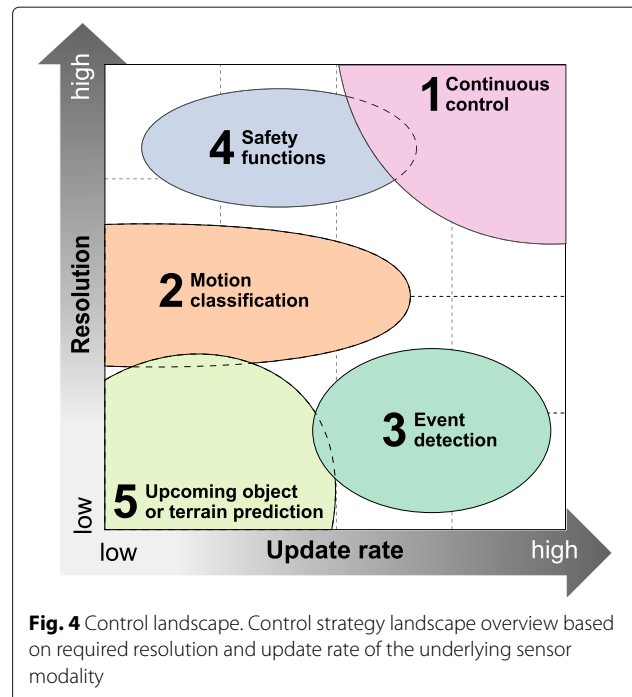 high
1 Continuous
control
4 Safety
functions
Resolution
2 Motion
classification
3 Event
detection
5 Upcoming object
or terrain prediction
low
low
Update rate
high
Fig. 4 Control landscape. Control strategy landscape overview based
on required resolution and update rate of the underlying sensor
modality